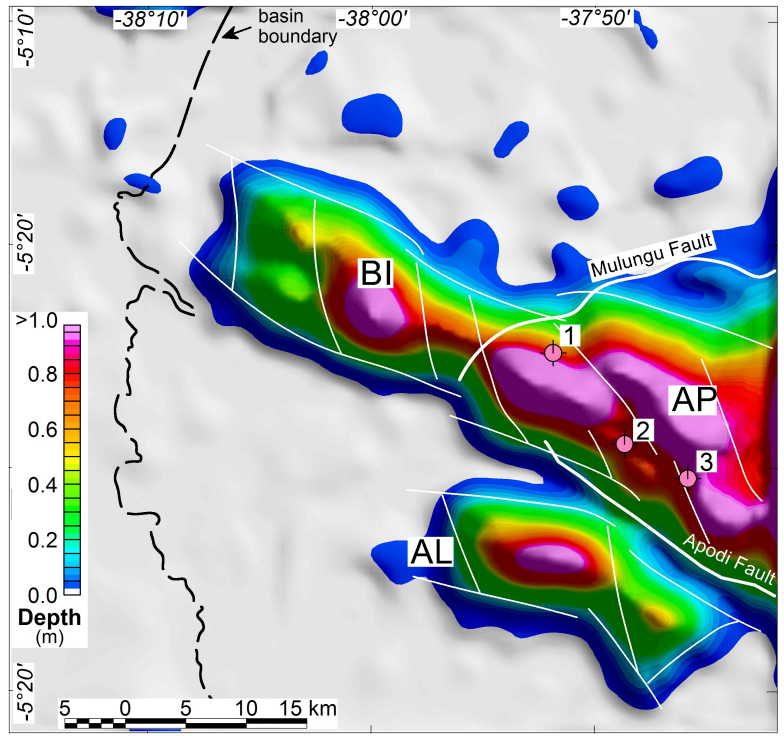 -38°10'
-38°00'
-37°50'
-5°10'
basin
boundary
-5°20'
Mulungu Fault
BI
1
>1.0
0.8
0.6
0.4
0.2
0.0
Depth
(m)
AP
2
3
Apodi Fault
AL
-5°20'
5 0 5 10 15 km